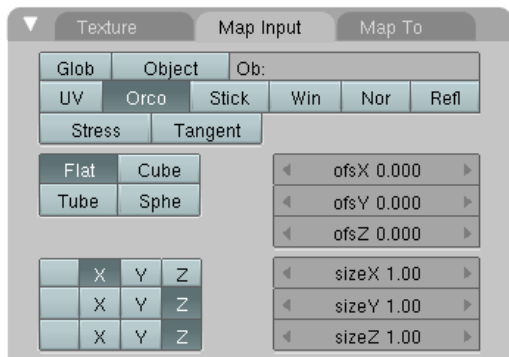 Texture Map Input Map To
Glob Object Ob:
UV Orco Stick Win Nor Refl
Stress Tangent
Flat Cube ofsX 0.000
Tube Sphe ofsY 0.000
ofsZ 0.000
X Y Z sizeX 1.00
X Y Z sizeY 1.00
X Y Z sizeZ 1.00